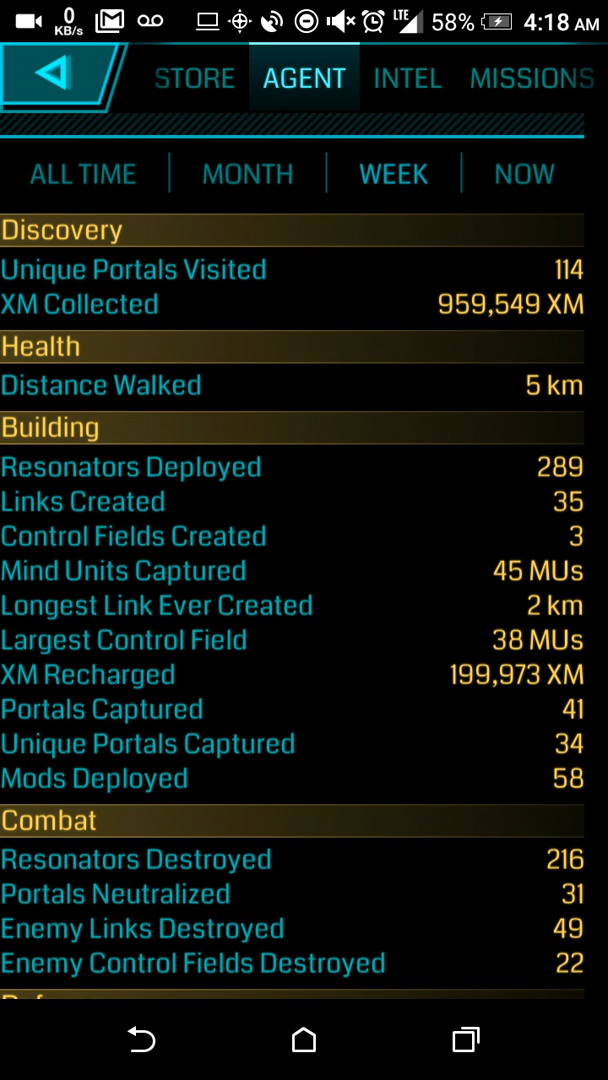 0 KB/s LTE 58% 4:18 AM
STORE AGENT INTEL MISSIONS
ALL TIME MONTH WEEK NOW
Discovery
Unique Portals Visited 114
XM Collected 959,549 XM
Health
Distance Walked 5 km
Building
Resonators Deployed 289
Links Created 35
Control Fields Created 3
Mind Units Captured 45 MUs
Longest Link Ever Created 2 km
Largest Control Field 38 MUs
XM Recharged 199,973 XM
Portals Captured 41
Unique Portals Captured 34
Mods Deployed 58
Combat
Resonators Destroyed 216
Portals Neutralized 31
Enemy Links Destroyed 49
Enemy Control Fields Destroyed 22